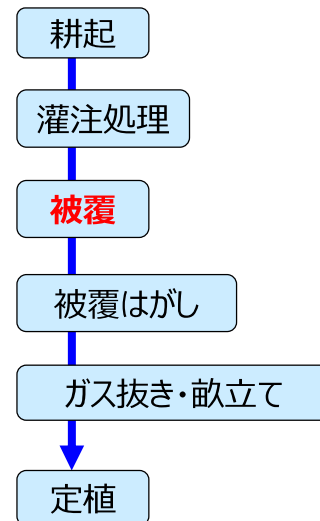 耕起
灌注処理
被覆
被覆はがし
ガス抜き・畝立て
定植